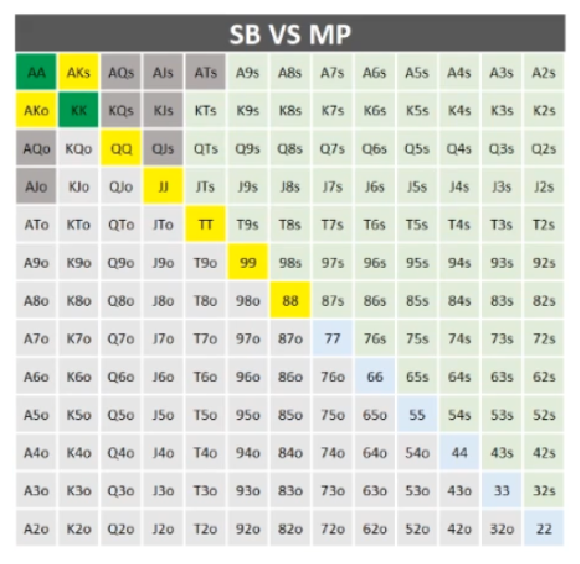 SB VS MP
AA AKs AQs AJs ATs A9s A8s A7s A6s A5s A4s A3s A2s
AKo KK KQs KJs KTs K9s K8s K7s K6s K5s K4s K3s K2s
AQo KQo QQ QJs QTs Q9s Q8s Q7s Q6s Q5s Q4s Q3s Q2s
AJo KJo QJo JJ JTs J9s J8s J7s J6s J5s J4s J3s J2s
ATo KTo QTo JTo TT T9s T8s T7s T6s T5s T4s T3s T2s
A9o K9o Q9o J9o T9o 99 98s 97s 96s 95s 94s 93s 92s
A8o K8o Q8o J8o T8o 98o 88 87s 86s 85s 84s 83s 82s
A7o K7o Q7o J7o T7o 97o 87o 77 76s 75s 74s 73s 72s
A6o K6o Q6o J6o T6o 96o 86o 76o 66 65s 64s 63s 62s
A5o K5o Q5o J5o T5o 95o 85o 75o 65o 55 54s 53s 52s
A4o K4o Q4o J4o T4o 94o 84o 74o 64o 54o 44 43s 42s
A3o K3o Q3o J3o T3o 93o 83o 73o 63o 53o 43o 33 32s
A2o K2o Q2o J2o T2o 92o 82o 72o 62o 52o 42o 32o 22